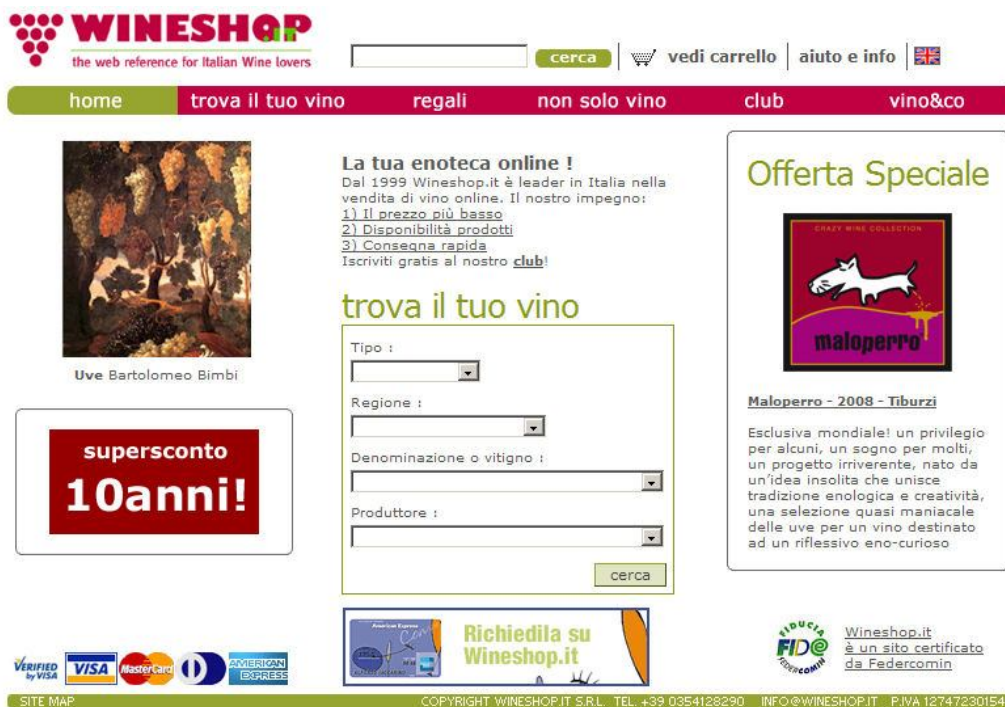 WINESHOP.IT
the web reference for Italian Wine lovers
cerca
vedi carrello
aiuto e info
home
trova il tuo vino
regali
non solo vino
club
vino&co
Uve Bartolomeo Bimbi
supersconto
10anni!
La tua enoteca online !
Dal 1999 Wineshop.it è leader in Italia nella
vendita di vino online. Il nostro impegno:
1) Il prezzo più basso
2) Disponibilità prodotti
3) Consegna rapida
Iscriviti gratis al nostro club!
trova il tuo vino
Tipo :
Regione :
Denominazione o vitigno :
Produttore :
cerca
Offerta Speciale
CRAZY WINE COLLECTION
maloperro
Maloperro - 2008 - Tiburzi
Esclusiva mondiale! un privilegio
per alcuni, un sogno per molti,
un progetto irriverente, nato da
un'idea insolita che unisce
tradizione enologica e creatività,
una selezione quasi maniacale
delle uve per un vino destinato
ad un riflessivo eno-curioso
VERIFIED
by VISA
VISA
MasterCard
AMERICAN
EXPRESS
American Express
Richiedila su
Wineshop.it
FIDUCIA
FID@
FEDERCOMIN
Wineshop.it
è un sito certificato
da Federcomin
SITE MAP
COPYRIGHT WINESHOP.IT S.R.L. TEL. +39 0354128290 INFO@WINESHOP.IT P.IVA 12747230154